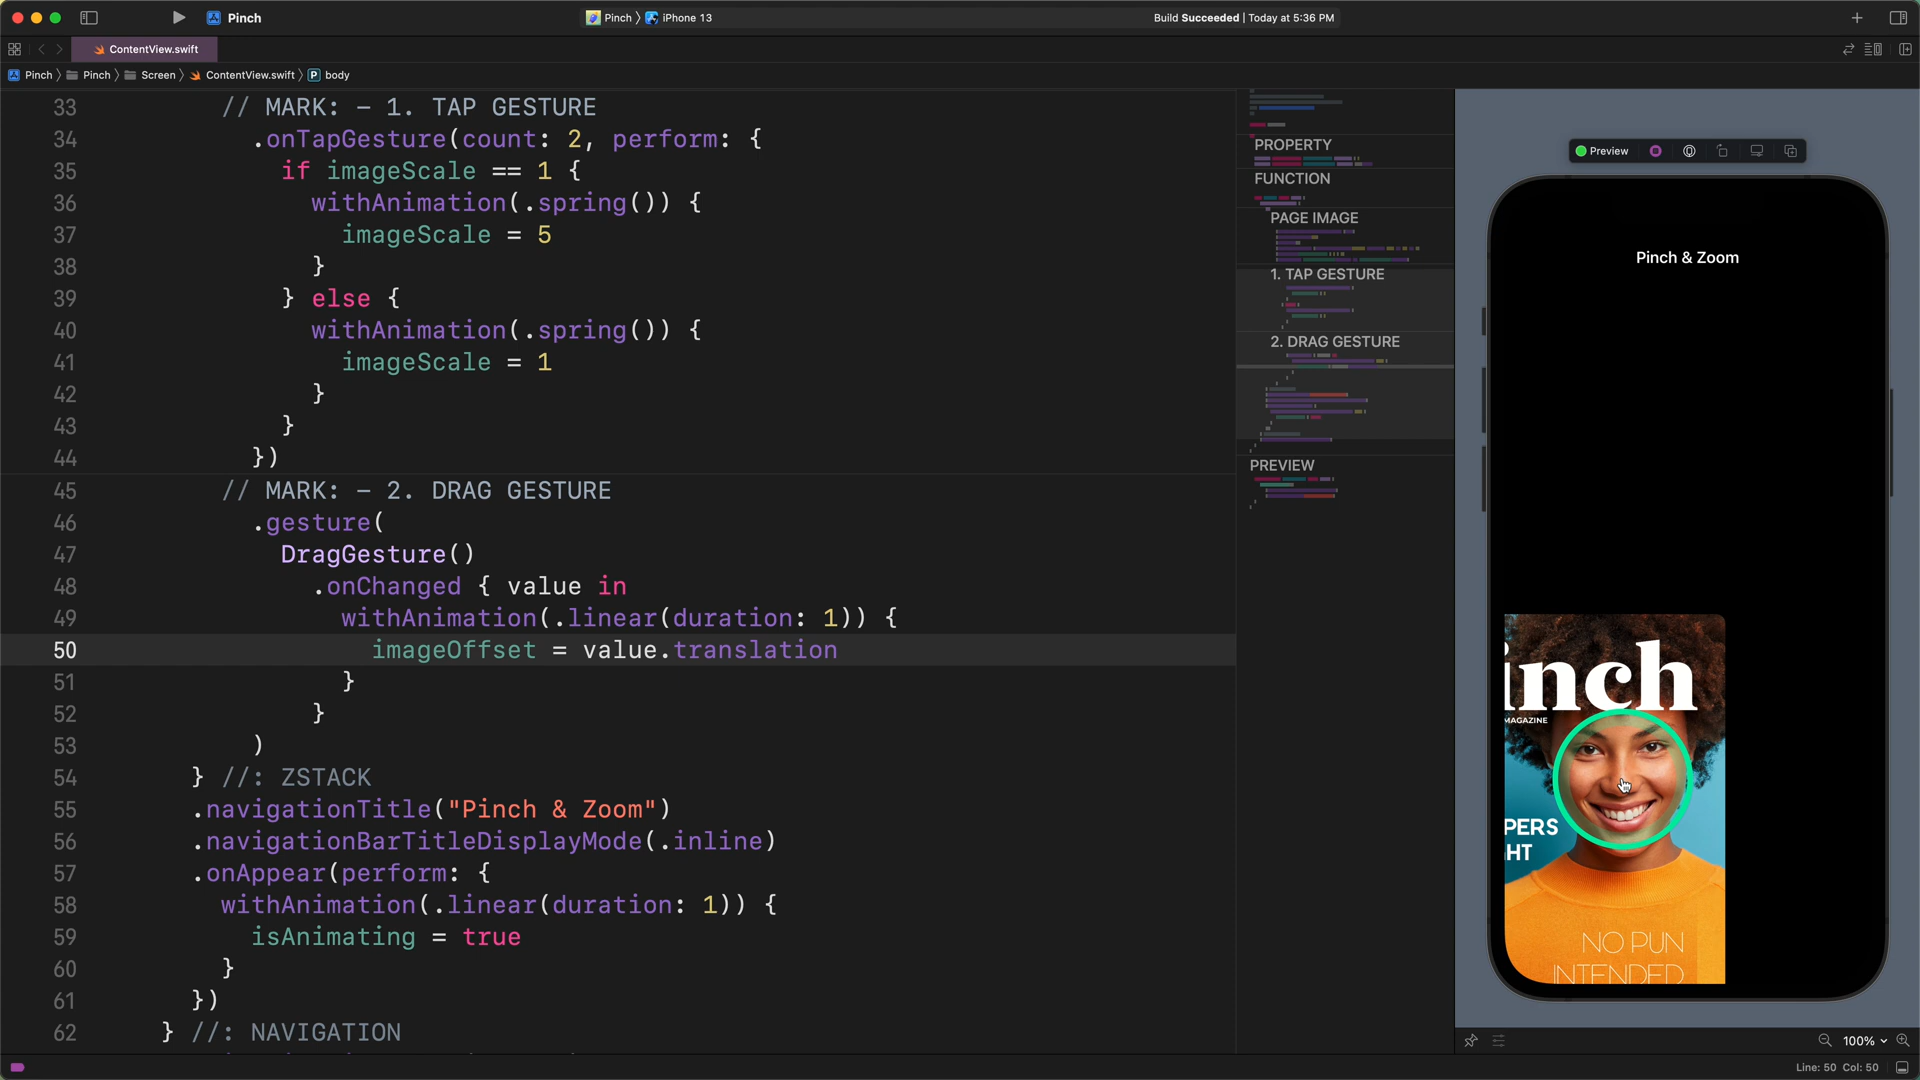 Pinch
Pinch
iPhone 13
Build Succeeded | Today at 5:36 PM
ContentView.swift
Pinch
Pinch
Screen
ContentView.swift
P body
33 // MARK: – 1. TAP GESTURE
34 .onTapGesture(count: 2, perform: {
35 if imageScale == 1 {
36 withAnimation(.spring()) {
37 imageScale = 5
38 }
39 } else {
40 withAnimation(.spring()) {
41 imageScale = 1
42 }
43 }
44 })
45 // MARK: – 2. DRAG GESTURE
46 .gesture(
47 DragGesture()
48 .onChanged { value in
49 withAnimation(.linear(duration: 1)) {
50 imageOffset = value.translation
51 }
52 }
53 )
54 } //: ZSTACK
55 .navigationTitle("Pinch & Zoom")
56 .navigationBarTitleDisplayMode(.inline)
57 .onAppear(perform: {
58 withAnimation(.linear(duration: 1)) {
59 isAnimating = true
60 }
61 })
62 } //: NAVIGATION
PROPERTY
FUNCTION
PAGE IMAGE
1. TAP GESTURE
2. DRAG GESTURE
PREVIEW
Preview
Pinch & Zoom
inch
MAGAZINE
PERS
HT
NO PUN
INTENDED
100%
Line: 50 Col: 50